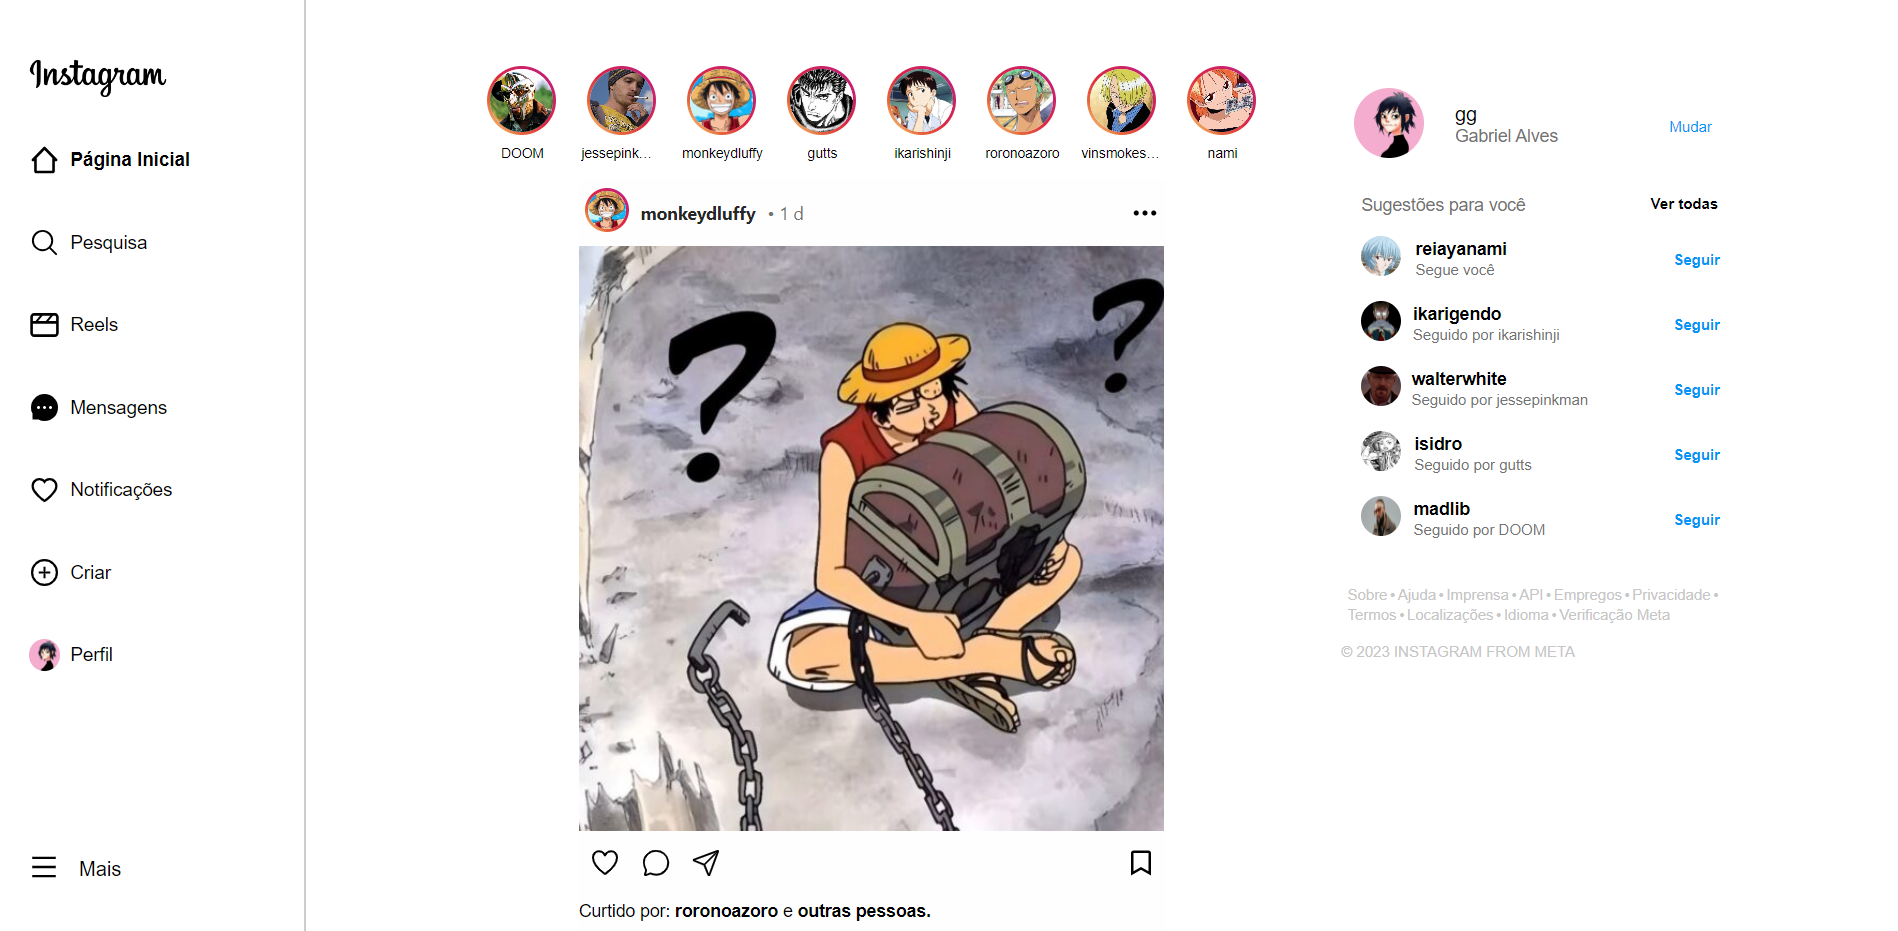 Instagram
Página Inicial
Pesquisa
Reels
Mensagens
Notificações
Criar
Perfil
Mais
DOOM
jessepink...
monkeydluffy
gutts
ikarishinji
roronoazoro
vinsmokes...
nami
monkeydluffy • 1 d
? ?
Curtido por: roronoazoro e outras pessoas.
gg
Gabriel Alves
Mudar
Sugestões para você
Ver todas
reiayanami
Segue você
Seguir
ikarigendo
Seguido por ikarishinji
Seguir
walterwhite
Seguido por jessepinkman
Seguir
isidro
Seguido por gutts
Seguir
madlib
Seguido por DOOM
Seguir
Sobre • Ajuda • Imprensa • API • Empregos • Privacidade •
Termos • Localizações • Idioma • Verificação Meta
© 2023 INSTAGRAM FROM META